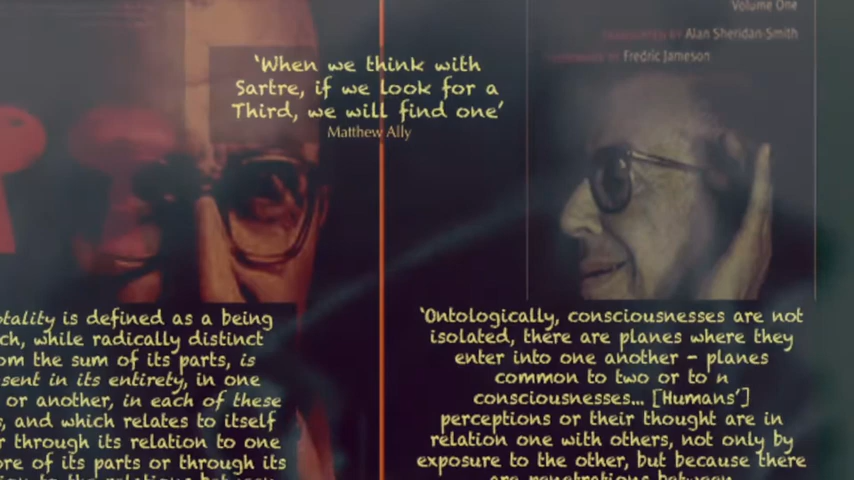 Volume One
Alan Sheridan-Smith
Fredric Jameson
‘When we think with
Sartre, if we look for a
Third, we will find one’
Matthew Ally
is defined as a being
while radically distinct
the sum of its parts, is
in its entirety, in one
or another, in each of these
and which relates to itself
through its relation to one
of its parts or through its
‘Ontologically, consciousnesses are not
isolated, there are planes where they
enter into one another – planes
common to two or to n
consciousnesses... [Humans’]
perceptions or their thought are in
relation one with others, not only by
exposure to the other, but because there
are penetrations between